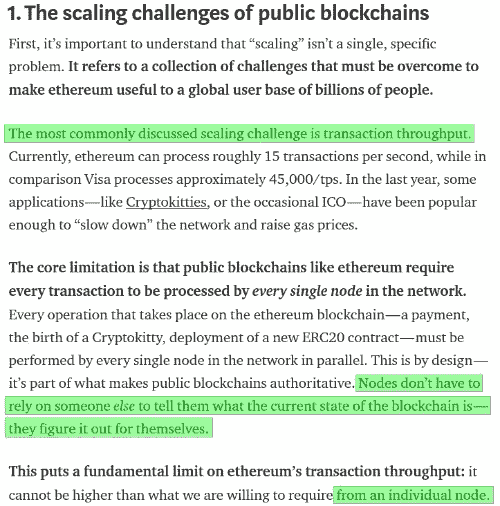 1. The scaling challenges of public blockchains
First, it’s important to understand that “scaling” isn’t a single, specific
problem. It refers to a collection of challenges that must be overcome to
make ethereum useful to a global user base of billions of people.
The most commonly discussed scaling challenge is transaction throughput.
Currently, ethereum can process roughly 15 transactions per second, while in
comparison Visa processes approximately 45,000/tps. In the last year, some
applications—like Cryptokitties, or the occasional ICO—have been popular
enough to “slow down” the network and raise gas prices.
The core limitation is that public blockchains like ethereum require
every transaction to be processed by every single node in the network.
Every operation that takes place on the ethereum blockchain—a payment,
the birth of a Cryptokitty, deployment of a new ERC20 contract—must be
performed by every single node in the network in parallel. This is by design—
it’s part of what makes public blockchains authoritative. Nodes don’t have to
rely on someone else to tell them what the current state of the blockchain is—
they figure it out for themselves.
This puts a fundamental limit on ethereum’s transaction throughput: it
cannot be higher than what we are willing to require from an individual node.